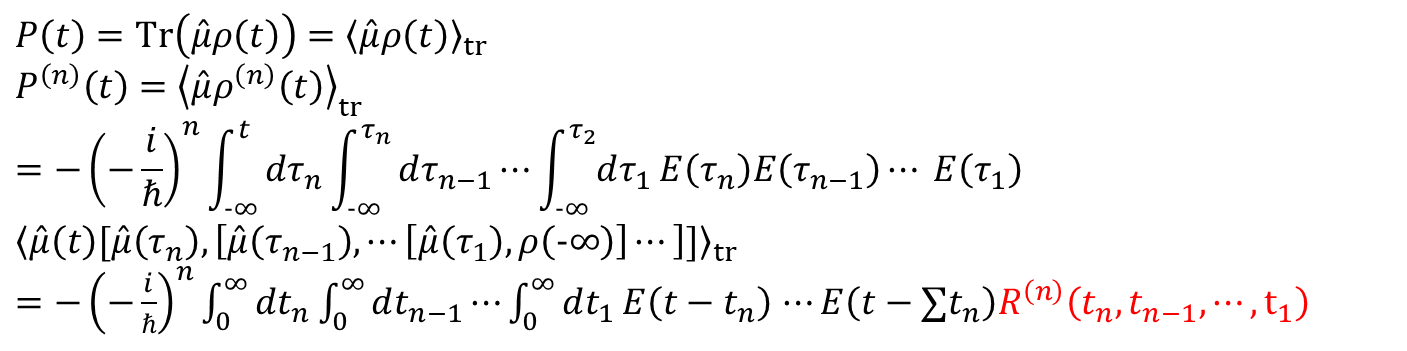 P(t) = Tr(μ̂ρ(t)) = ⟨μ̂ρ(t)⟩_tr
P^(n)(t) = ⟨μ̂ρ^(n)(t)⟩_tr
= −(−i/ħ)^n ∫_-∞^t dτ_n ∫_-∞^τ_n dτ_{n−1} ⋯ ∫_-∞^τ_2 dτ_1 E(τ_n)E(τ_{n−1}) ⋯ E(τ_1)
⟨μ̂(t)[μ̂(τ_n), [μ̂(τ_{n−1}), ⋯ [μ̂(τ_1), ρ(-∞)] ⋯ ]]⟩_tr
= −(−i/ħ)^n ∫_0^∞ dt_n ∫_0^∞ dt_{n−1} ⋯ ∫_0^∞ dt_1 E(t − t_n) ⋯ E(t − ∑t_n)R^(n)(t_n, t_{n−1}, ⋯ , t_1)